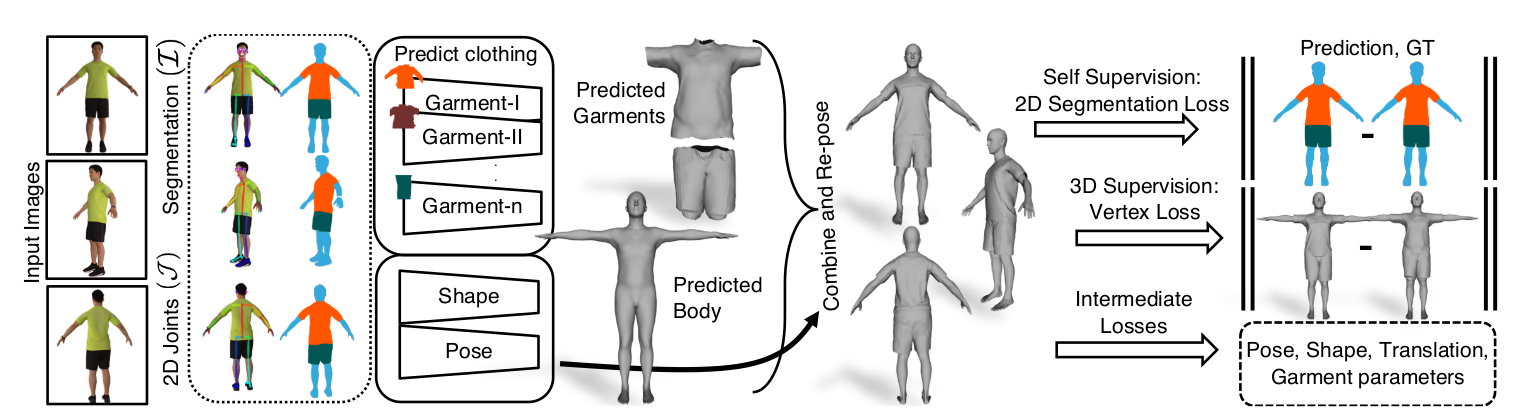 Input Images
Segmentation (I)
2D Joints (J)
Predict clothing
Garment-I
Garment-II
.
.
Garment-n
Shape
Pose
Predicted
Garments
Predicted
Body
Combine and Re-pose
Self Supervision:
2D Segmentation Loss
3D Supervision:
Vertex Loss
Intermediate
Losses
Prediction, GT
-
-
Pose, Shape, Translation,
Garment parameters